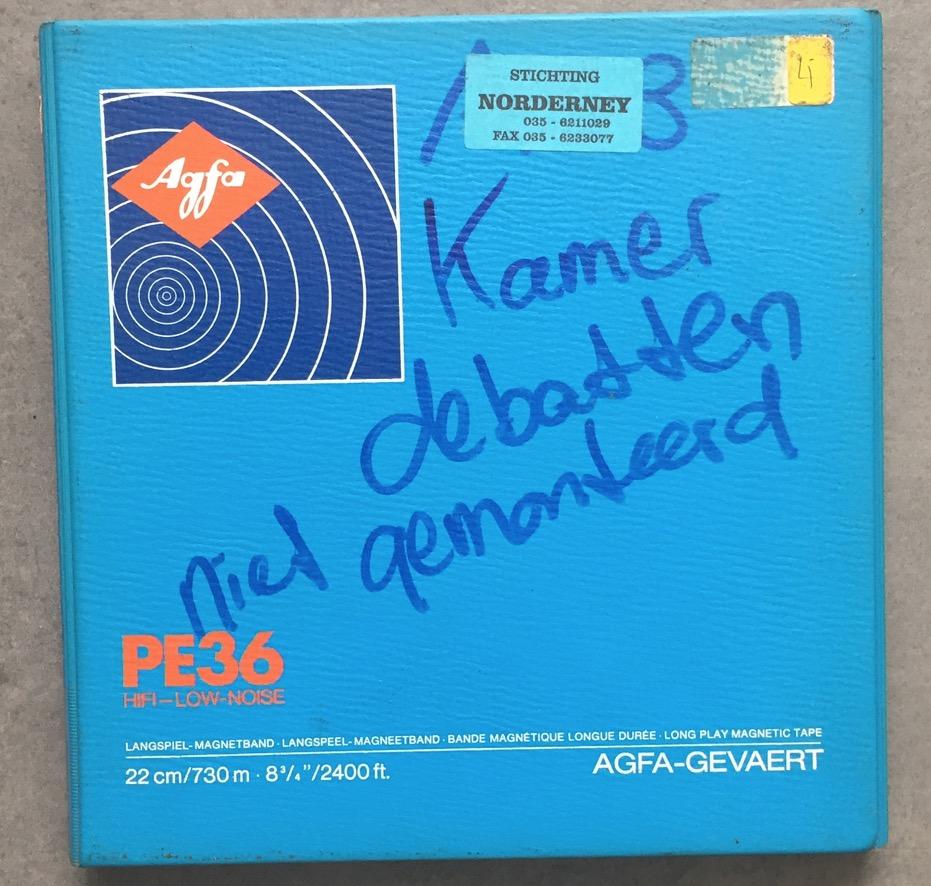 STICHTING
NORDERNEY
035 - 6211029
FAX 035 - 6233077
4
Agfa
Kamer
debatten
niet gemonteerd
PE36
HIFI-LOW-NOISE
LANGSPIEL-MAGNETBAND · LANGSPEEL-MAGNEETBAND · BANDE MAGNÉTIQUE LONGUE DURÉE · LONG PLAY MAGNETIC TAPE
22 cm/730 m · 8³/₄"/2400 ft.
AGFA-GEVAERT